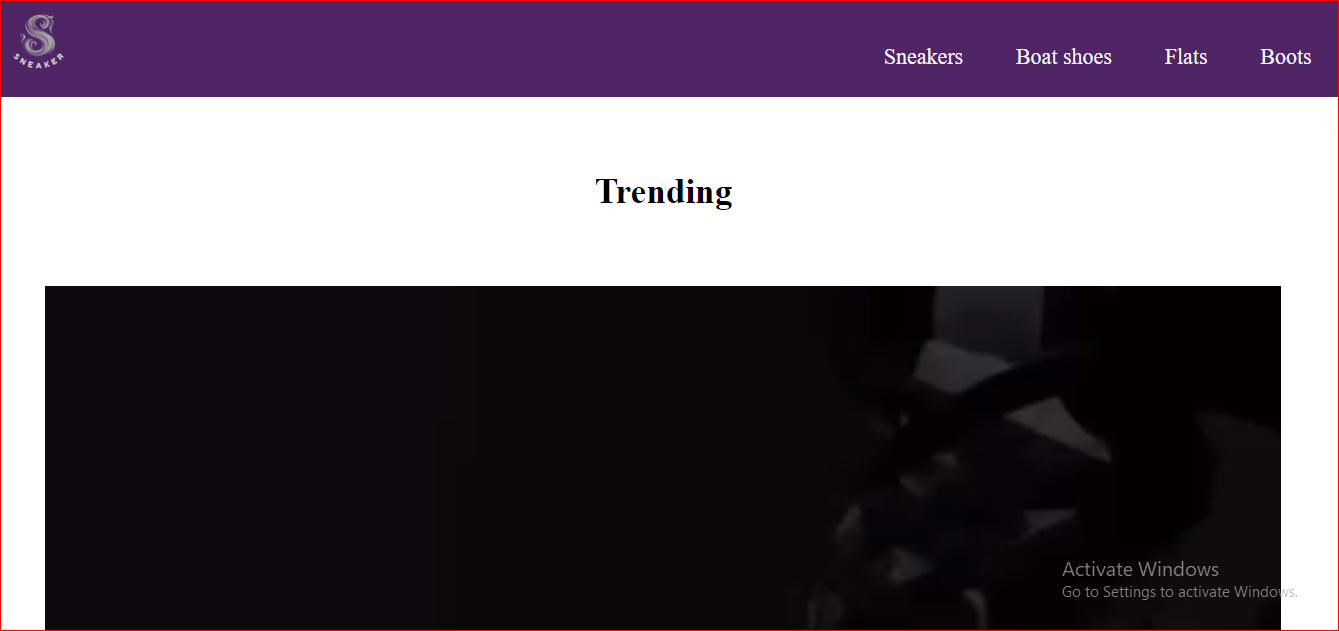 S
SNEAKER
Sneakers Boat shoes Flats Boots
Trending
Activate Windows
Go to Settings to activate Windows.